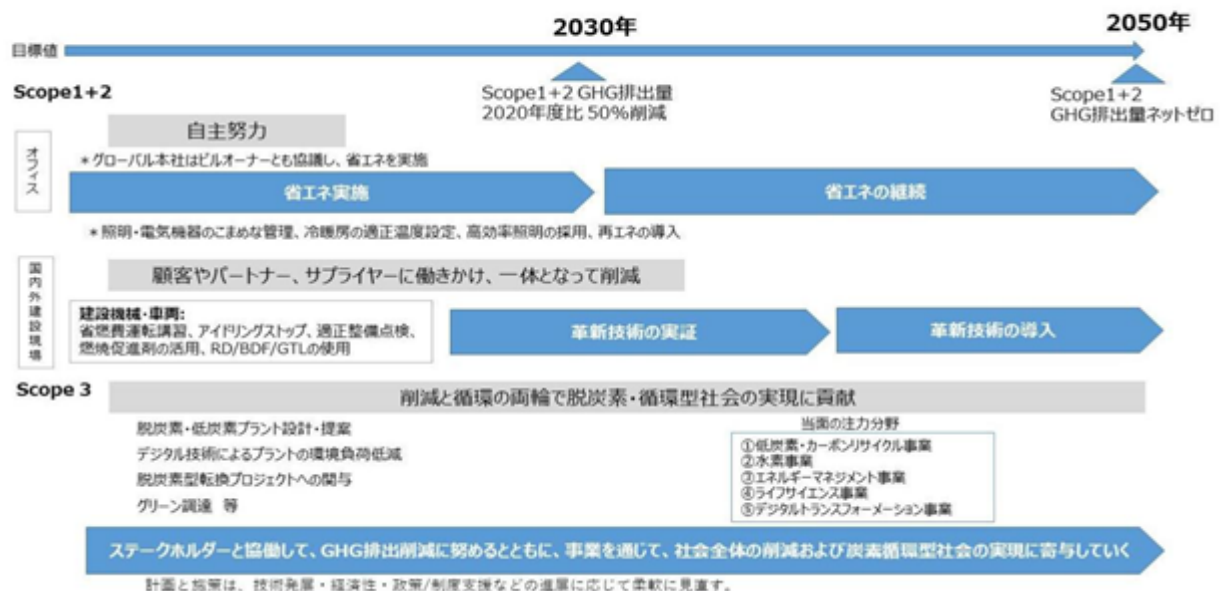 2030年
2050年
目標値
Scope1+2
Scope1+2 GHG排出量
2020年度比 50%削減
Scope1+2
GHG排出量ネットゼロ
オフィス
自主努力
*グローバル本社はビルオーナーとも協議し、省エネを実施
省エネ実施
省エネの継続
*照明・電気機器のこまめな管理、冷暖房の適正温度設定、高効率照明の採用、再エネの導入
国内外建設現場
顧客やパートナー、サプライヤーに働きかけ、一体となって削減
建設機械・車両:
省燃費運転講習、アイドリングストップ、適正整備点検、
燃焼促進剤の活用、RD/BDF/GTLの使用
革新技術の実証
革新技術の導入
Scope 3
削減と循環の両輪で脱炭素・循環型社会の実現に貢献
脱炭素・低炭素プラント設計・提案
デジタル技術によるプラントの環境負荷低減
脱炭素型転換プロジェクトへの関与
グリーン調達 等
当面の注力分野
①低炭素・カーボンリサイクル事業
②水素事業
③エネルギーマネジメント事業
④ライフサイエンス事業
⑤デジタルトランスフォーメーション事業
ステークホルダーと協働して、GHG排出削減に努めるとともに、事業を通じて、社会全体の削減および炭素循環型社会の実現に寄与していく
計画と施策は、技術発展・経済性・政策/制度支援などの進展に応じて柔軟に見直す。